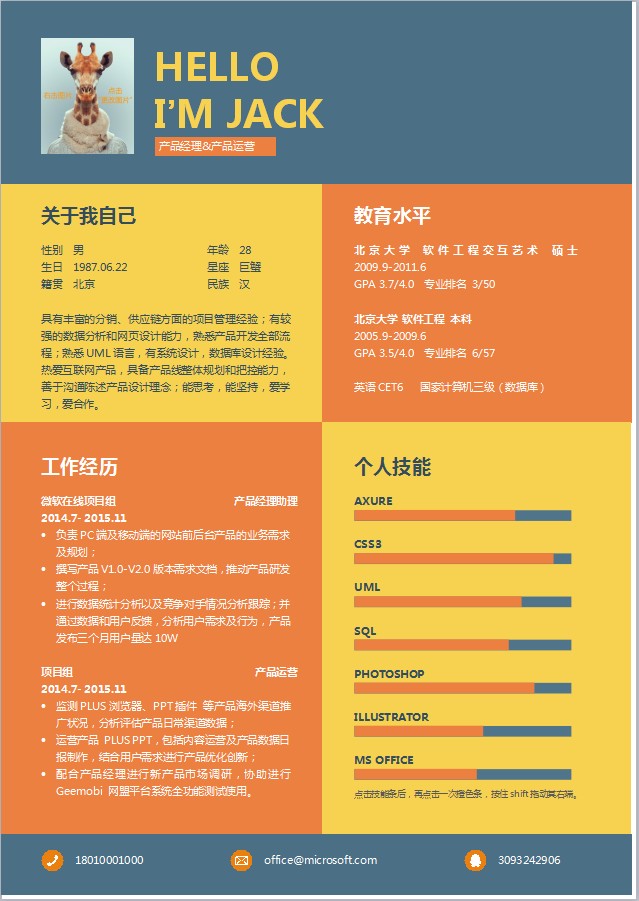 HELLO
I'M JACK
右击图片
点击
"更改图片"
产品经理&产品运营
关于我自己
性别 男 年龄 28
生日 1987.06.22 星座 巨蟹
籍贯 北京 民族 汉
具有丰富的分销、供应链方面的项目管理经验；有较
强的数据分析和网页设计能力，熟悉产品开发全部流
程；熟悉 UML 语言，有系统设计，数据库设计经验。
热爱互联网产品，具备产品线整体规划和把控能力，
善于沟通陈述产品设计理念；能思考，能坚持，爱学
习，爱合作。
教育水平
北京大学 软件工程交互艺术 硕士
2009.9-2011.6
GPA 3.7/4.0 专业排名 3/50
北京大学 软件工程 本科
2005.9-2009.6
GPA 3.5/4.0 专业排名 6/57
英语 CET6 国家计算机三级（数据库）
工作经历
微软在线项目组 产品经理助理
2014.7- 2015.11
• 负责 PC 端及移动端的网站前后台产品的业务需求
及规划；
• 撰写产品 V1.0-V2.0 版本需求文档，推动产品研发
整个过程；
• 进行数据统计分析以及竞争对手情况分析跟踪；并
通过数据和用户反馈，分析用户需求及行为，产品
发布三个月用户量达 10W
项目组 产品运营
2014.7- 2015.11
• 监测 PLUS 浏览器、PPT 插件 等产品海外渠道推
广状况，分析评估产品日常渠道数据；
• 运营产品 PLUS PPT，包括内容运营及产品数据日
报制作，结合用户需求进行产品优化创新；
• 配合产品经理进行新产品市场调研，协助进行
Geemobi 网盟平台系统全功能测试使用。
个人技能
AXURE
CSS3
UML
SQL
PHOTOSHOP
ILLUSTRATOR
MS OFFICE
点击技能条后，再点击一次橙色条，按住 shift 拖动其右端。
18010001000
office@microsoft.com
3093242906